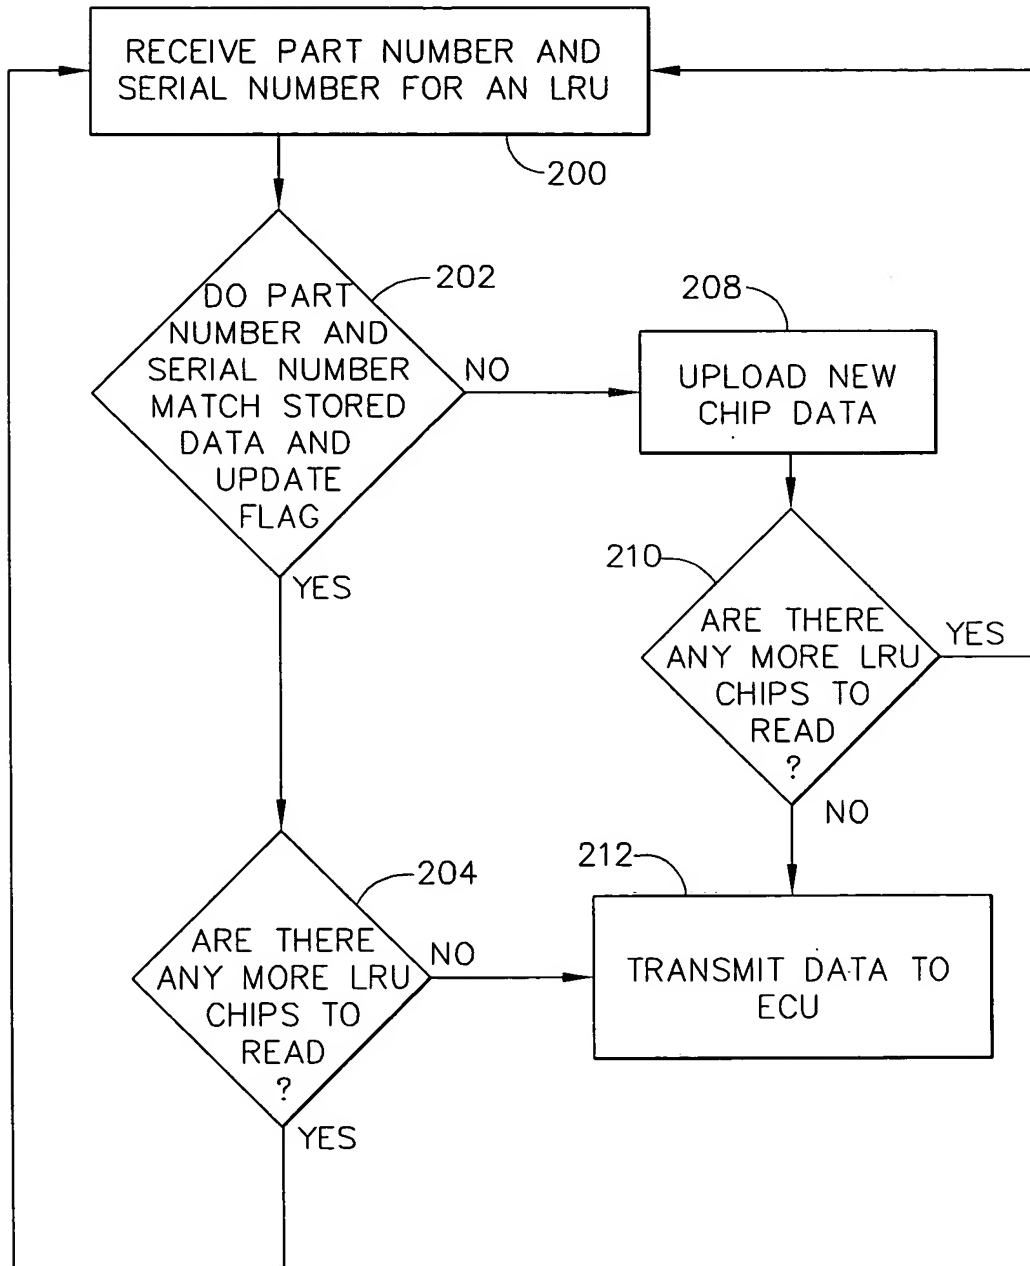 RECEIVE PART NUMBER AND
SERIAL NUMBER FOR AN LRU
200
202
DO PART
NUMBER AND
SERIAL NUMBER
MATCH STORED
DATA AND
UPDATE
FLAG
NO
YES
208
UPLOAD NEW
CHIP DATA
210
ARE THERE
ANY MORE LRU
CHIPS TO
READ
?
YES
NO
204
ARE THERE
ANY MORE LRU
CHIPS TO
READ
?
NO
YES
212
TRANSMIT DATA TO
ECU